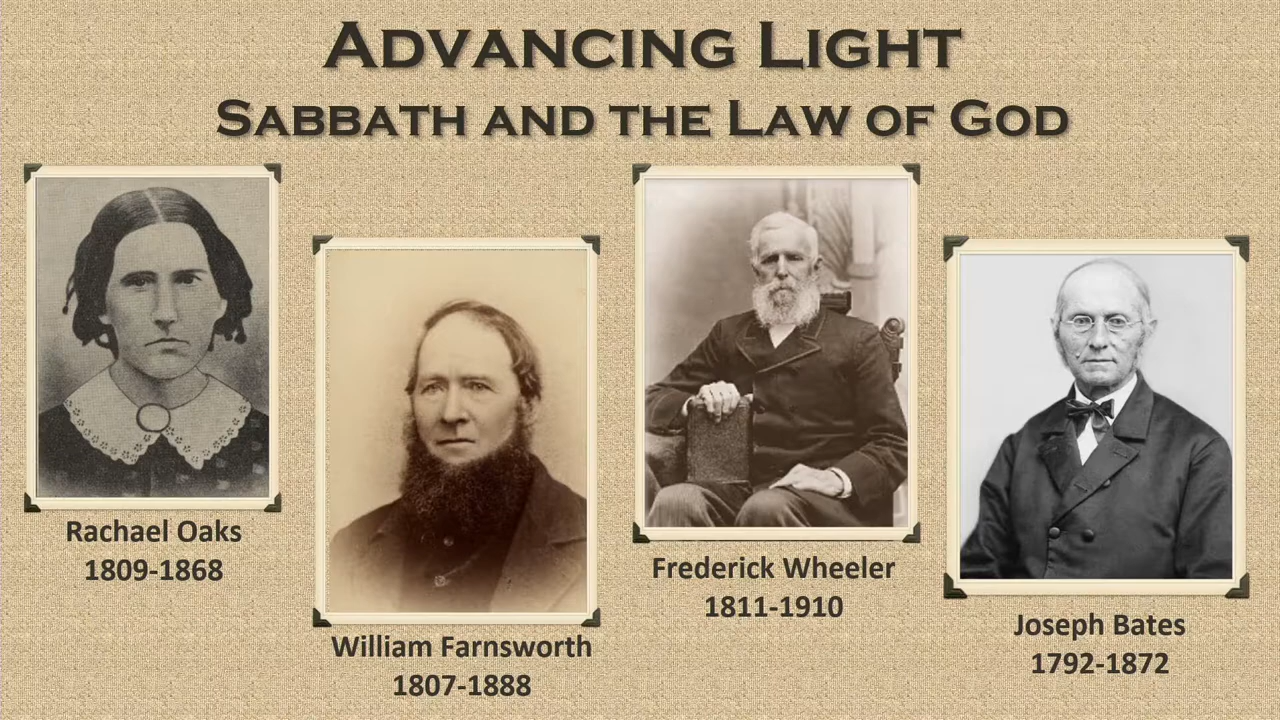 Advancing Light
Sabbath and the Law of God
Rachael Oaks
1809-1868
William Farnsworth
1807-1888
Frederick Wheeler
1811-1910
Joseph Bates
1792-1872